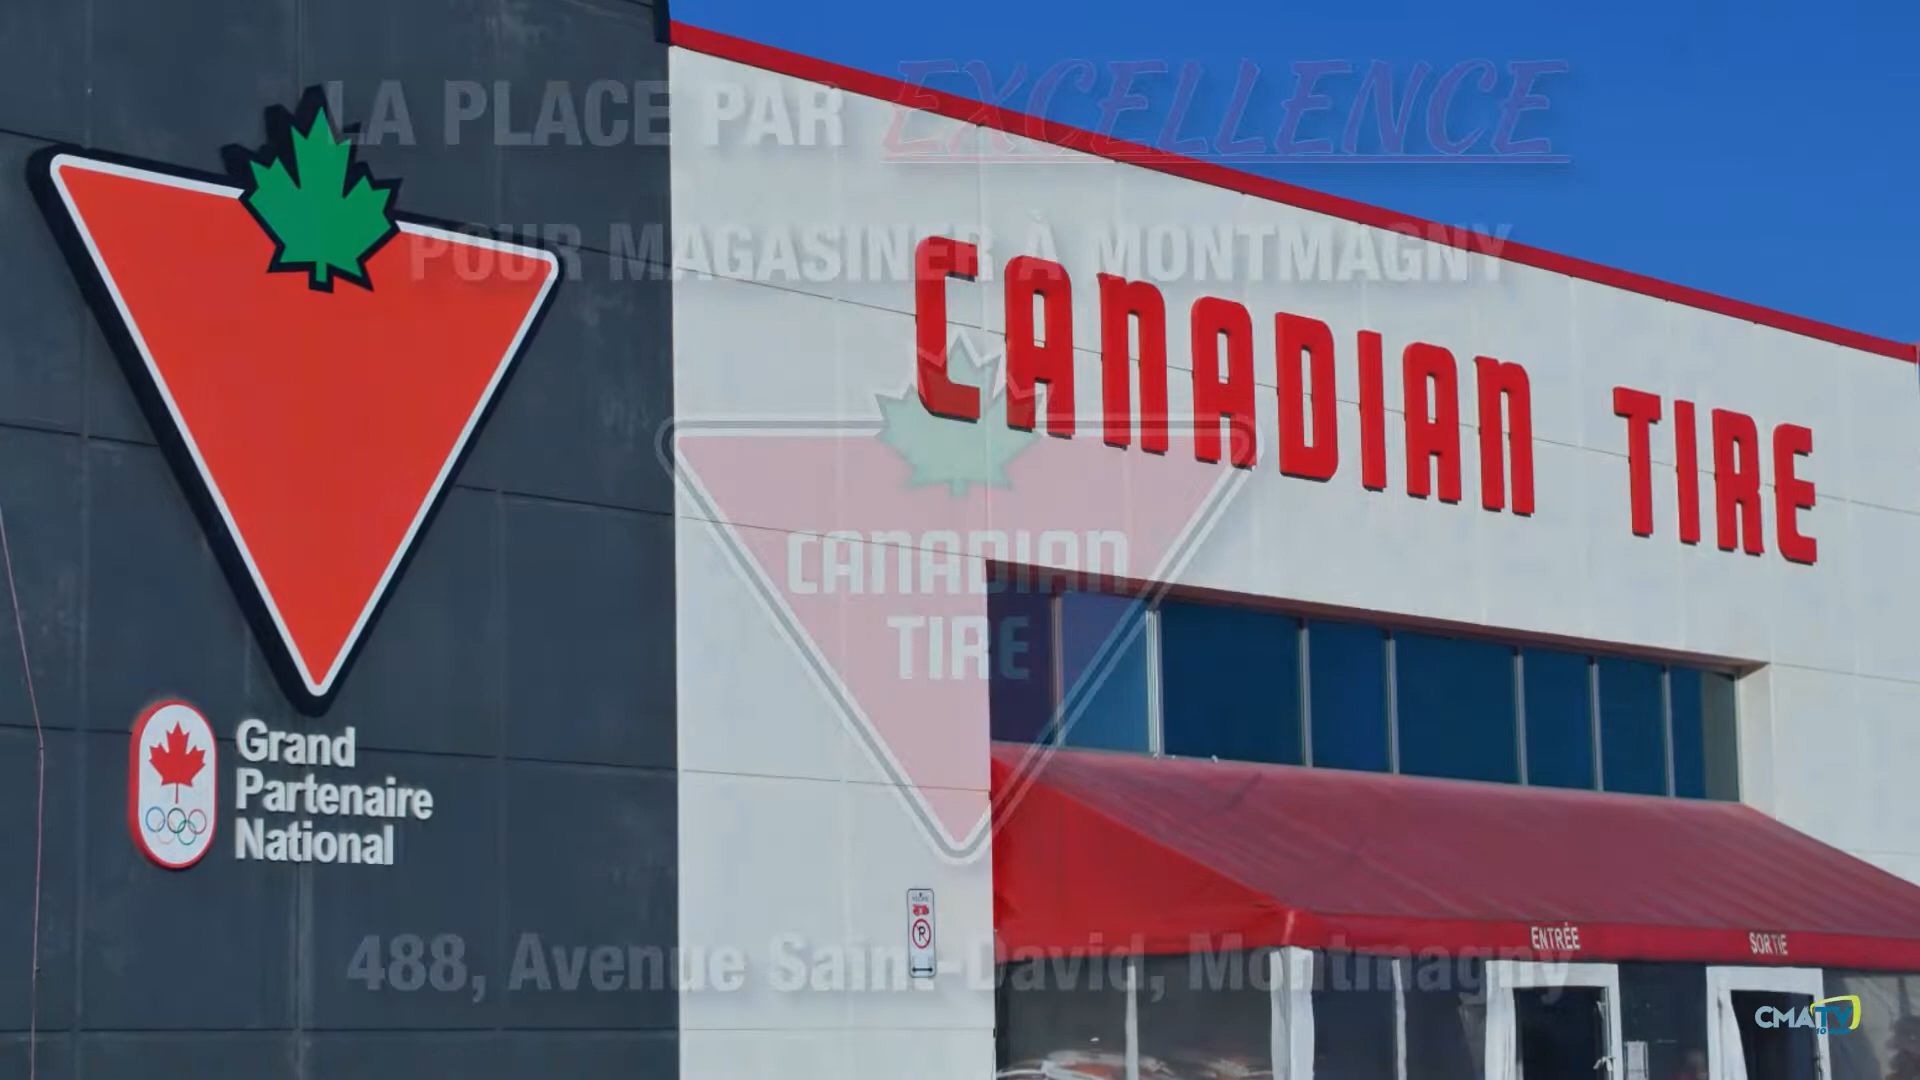 LA PLACE PAR EXCELLENCE
POUR MAGASINER À MONTMAGNY
CANADIAN TIRE
CANADIAN
TIRE
Grand
Partenaire
National
488, Avenue Saint-David, Montmagny
ENTRÉE
SORTIE
CMATV